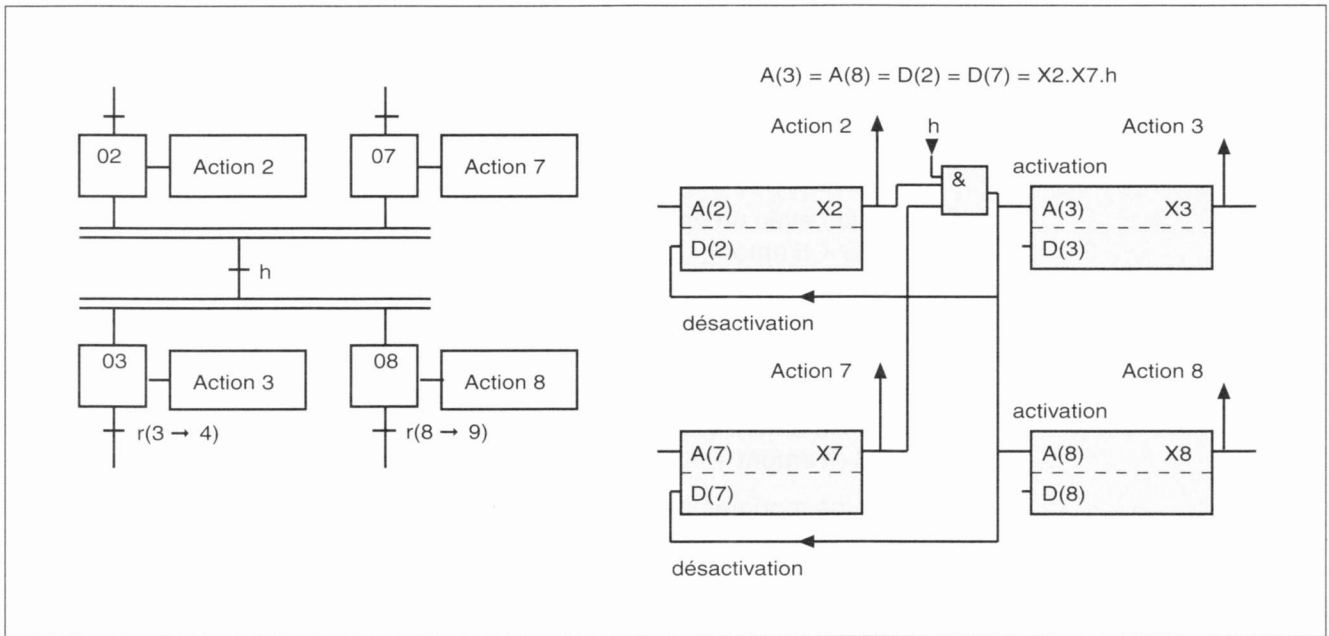 02
Action 2
07
Action 7
h
03
Action 3
08
Action 8
r(3 → 4)
r(8 → 9)
A(3) = A(8) = D(2) = D(7) = X2.X7.h
Action 2
h
Action 3
&
activation
A(2) X2
D(2)
A(3) X3
D(3)
désactivation
Action 7
Action 8
activation
A(7) X7
D(7)
A(8) X8
D(8)
désactivation